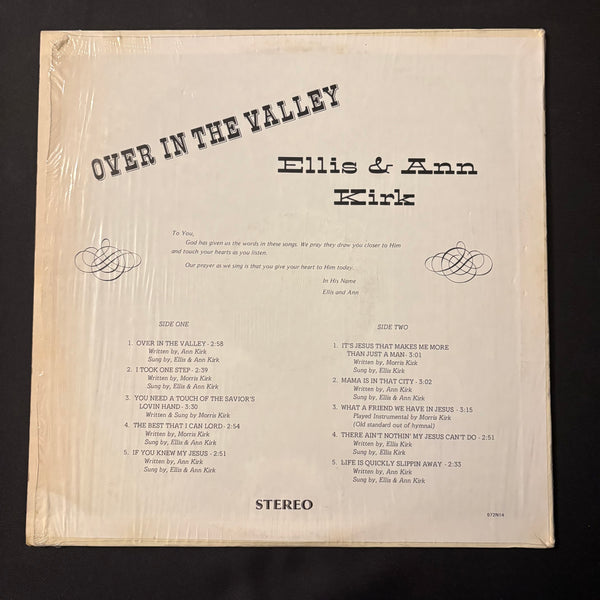 OVER IN THE VALLEY
Ellis & Ann
Kirk
To You,
God has given us the words in these songs. We pray they draw you closer to Him
and touch your hearts as you listen.
Our prayer as we sing is that you give your heart to Him today.
In His Name
Ellis and Ann
SIDE ONE
1. OVER IN THE VALLEY - 2:58
Written by, Ann Kirk
Sung by, Ellis & Ann Kirk
2. I TOOK ONE STEP - 2:39
Written by, Morris Kirk
Sung by, Ellis & Ann Kirk
3. YOU NEED A TOUCH OF THE SAVIOR'S
LOVIN HAND - 3:30
Written & Sung by Morris Kirk
4. THE BEST THAT I CAN LORD - 2:54
Written by, Morris Kirk
Sung by, Ellis & Ann Kirk
5. IF YOU KNEW MY JESUS - 2:51
Written by, Ann Kirk
Sung by, Ellis & Ann Kirk
SIDE TWO
1. IT'S JESUS THAT MAKES ME MORE
THAN JUST A MAN - 3:01
Written by, Morris Kirk
Sung by, Ellis Kirk
2. MAMA IS IN THAT CITY - 3:02
Written by, Ann Kirk
Sung by, Ellis & Ann Kirk
3. WHAT A FRIEND WE HAVE IN JESUS - 3:15
Played Instrumental by Morris Kirk
(Old standard out of hymnal)
4. THERE AIN'T NOTHIN' MY JESUS CAN'T DO - 2:51
Written by, Ellis Kirk
Sung by, Ellis Kirk
5. LIFE IS QUICKLY SLIPPIN AWAY - 2:33
Written by, Ann Kirk
Sung by, Ellis & Ann Kirk
STEREO
672N14